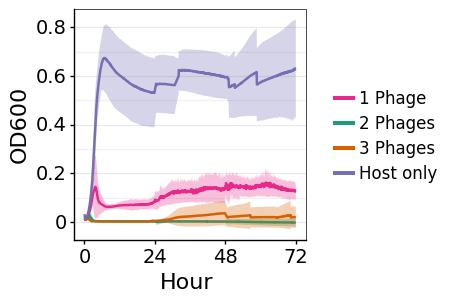 0.8
0.6
0.4
0.2
0
OD600
0 24 48 72
Hour
1 Phage
2 Phages
3 Phages
Host only